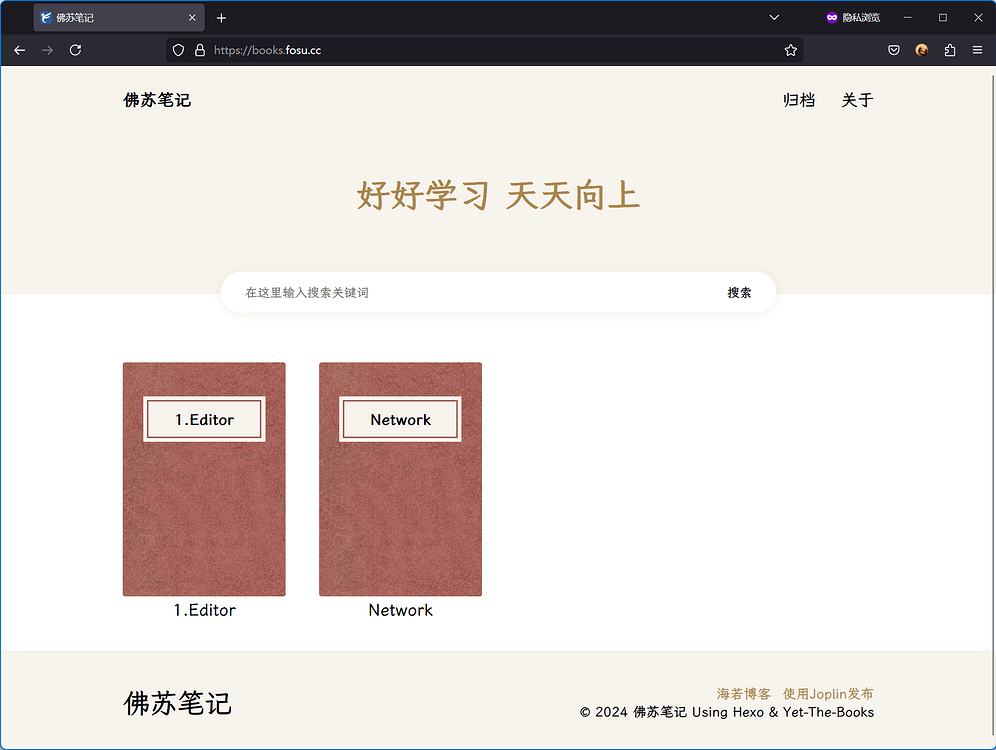 佛苏笔记
隐私浏览
https://books.fosu.cc
佛苏笔记
归档 关于
好好学习 天天向上
在这里输入搜索关键词 搜索
1.Editor Network
1.Editor Network
佛苏笔记
海若博客 使用Joplin发布
© 2024 佛苏笔记 Using Hexo & Yet-The-Books